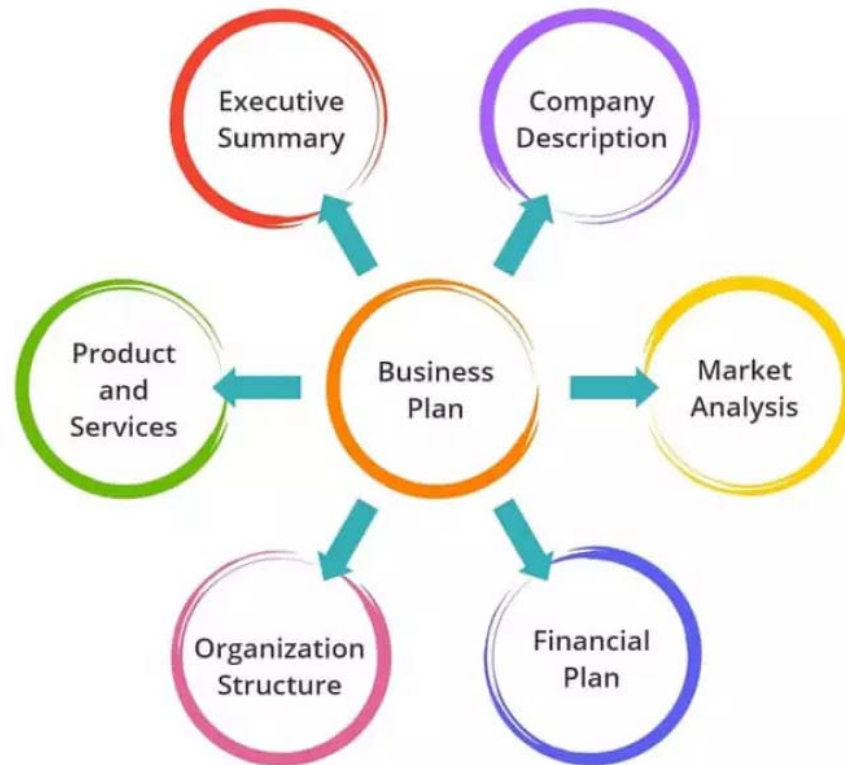 Executive
Summary
Company
Description
Product
and
Services
Business
Plan
Market
Analysis
Organization
Structure
Financial
Plan